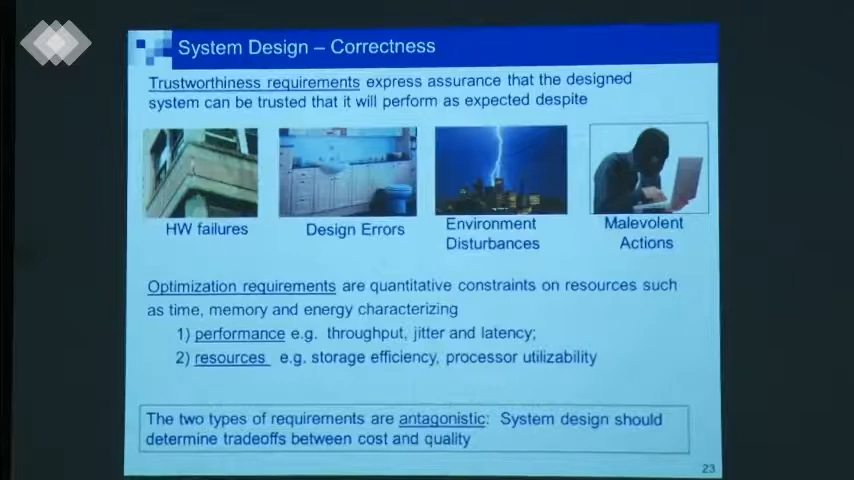 System Design – Correctness
Trustworthiness requirements express assurance that the designed
system can be trusted that it will perform as expected despite
HW failures
Design Errors
Environment
Disturbances
Malevolent
Actions
Optimization requirements are quantitative constraints on resources such
as time, memory and energy characterizing
1) performance e.g. throughput, jitter and latency;
2) resources e.g. storage efficiency, processor utilizability
The two types of requirements are antagonistic: System design should
determine tradeoffs between cost and quality
23